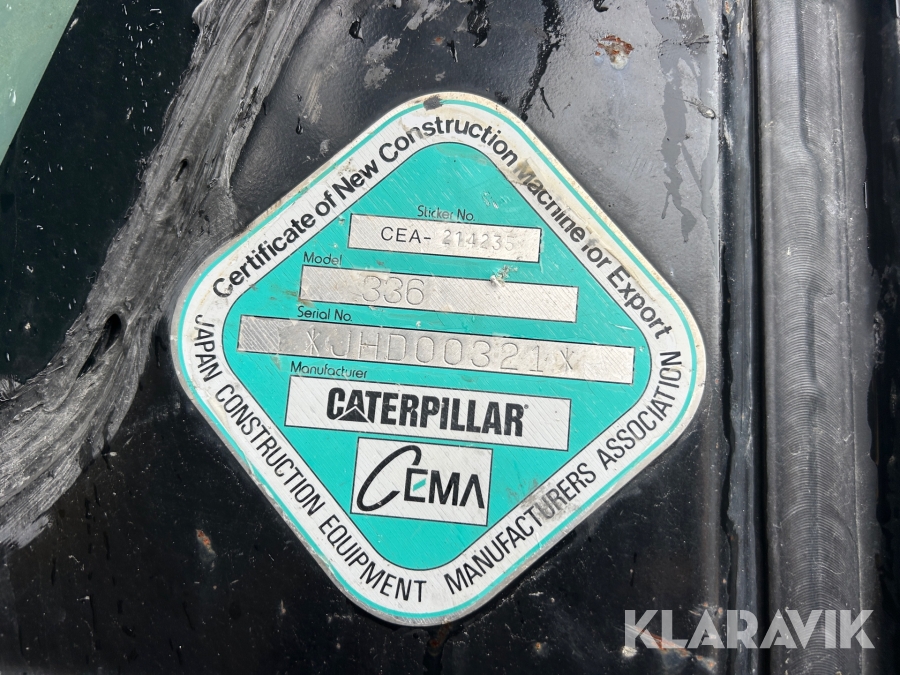 Certificate of New Construction Machine for Export
Sticker No.
CEA- 214235
Model
336
Serial No.
*JHD00321*
Manufacturer
CATERPILLAR
CEMA
JAPAN CONSTRUCTION EQUIPMENT MANUFACTURERS ASSOCIATION
KLARAVIK